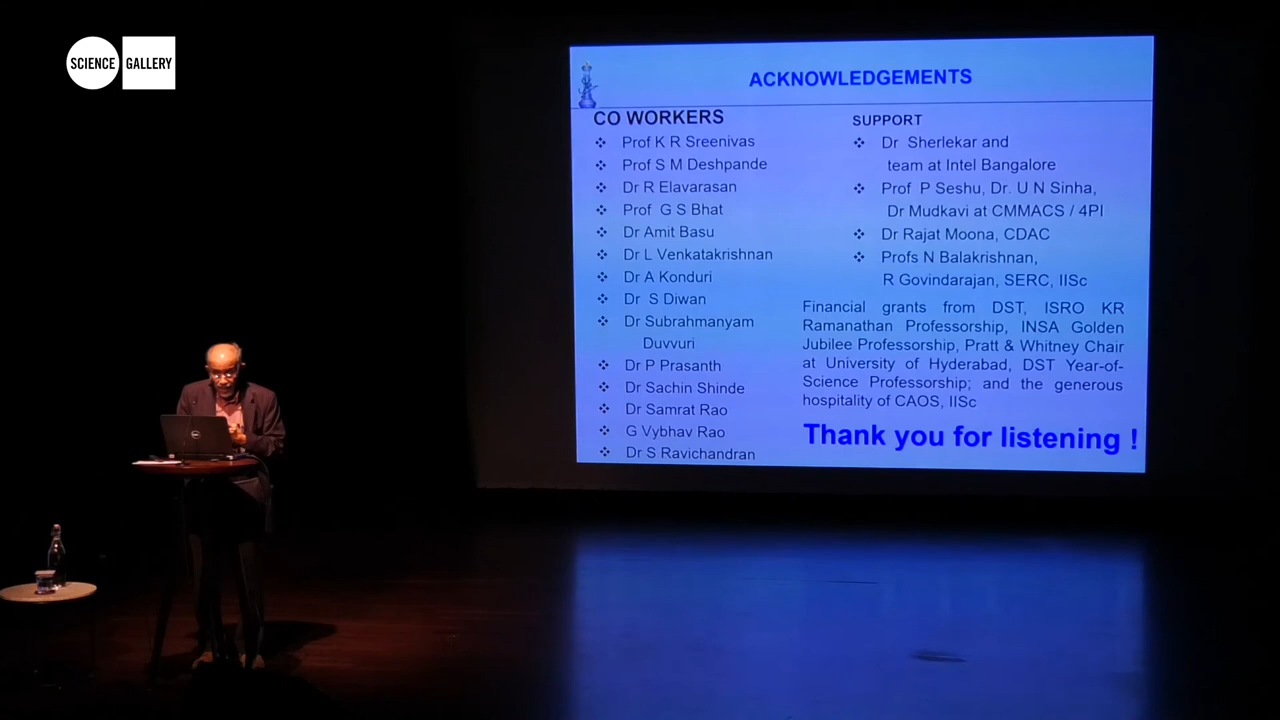 SCIENCE GALLERY
ACKNOWLEDGEMENTS
CO WORKERS
Prof K R Sreenivas
Prof S M Deshpande
Dr R Elavarasan
Prof G S Bhat
Dr Amit Basu
Dr L Venkatakrishnan
Dr A Konduri
Dr S Diwan
Dr Subrahmanyam
Duvvuri
Dr P Prasanth
Dr Sachin Shinde
Dr Samrat Rao
G Vybhav Rao
Dr S Ravichandran
SUPPORT
Dr Sherlekar and
team at Intel Bangalore
Prof P Seshu, Dr. U N Sinha,
Dr Mudkavi at CMMACS / 4PI
Dr Rajat Moona, CDAC
Profs N Balakrishnan,
R Govindarajan, SERC, IISc
Financial grants from DST, ISRO KR
Ramanathan Professorship, INSA Golden
Jubilee Professorship, Pratt & Whitney Chair
at University of Hyderabad, DST Year-of-
Science Professorship; and the generous
hospitality of CAOS, IISc
Thank you for listening !